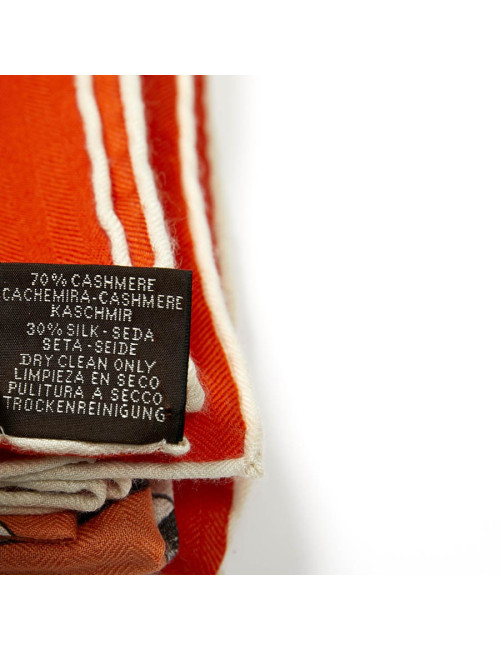 70% CASHMERE
CACHEMIRA-CASHMERE
KASCHMIR
30% SILK-SEDA
SETA-SEIDE
DRY CLEAN ONLY
LIMPIEZA EN SECO
PULITURA A SECCO
TROCKENREINIGUNG